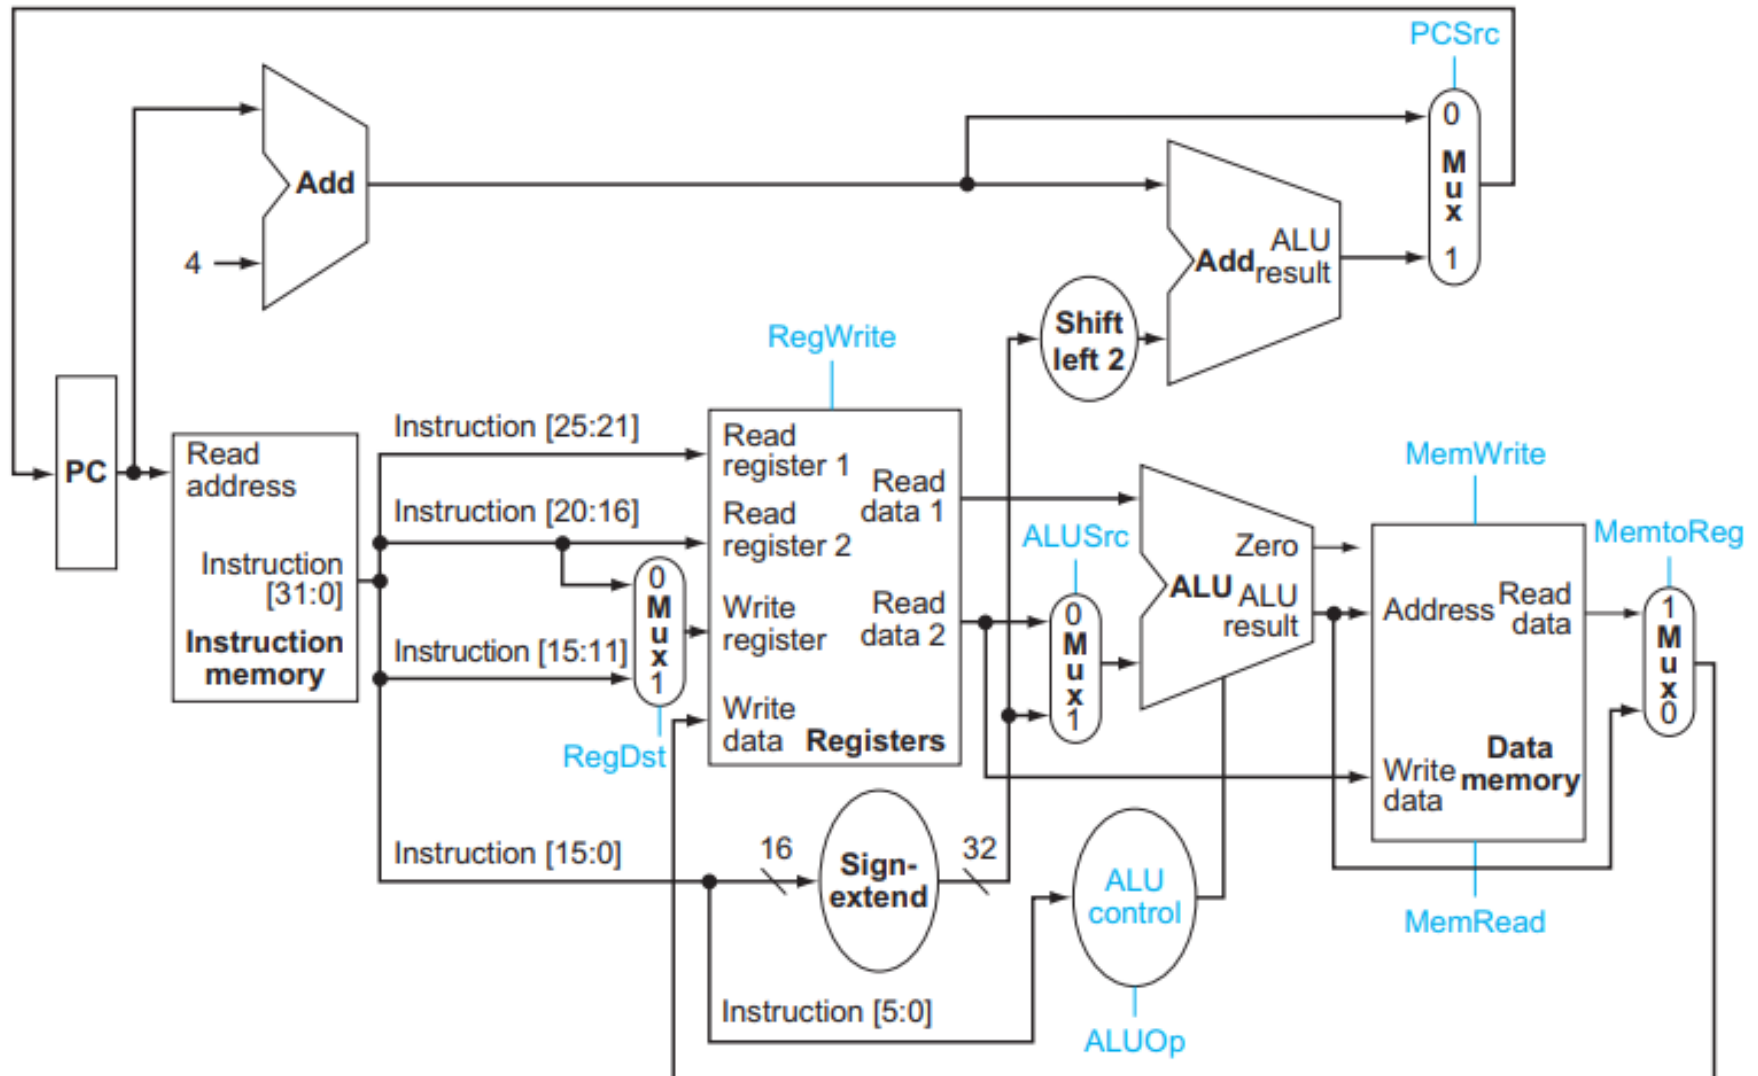 PCSrc
0
M
u
x
1
Add
4
Add
ALU
result
Shift
left 2
RegWrite
PC
Read
address
Instruction
[31:0]
Instruction
memory
Instruction [25:21]
Instruction [20:16]
Instruction [15:11]
0
M
u
x
1
RegDst
Read
register 1
Read
register 2
Write
register
Write
data
Registers
Read
data 1
Read
data 2
ALUSrc
0
M
u
x
1
Zero
ALU
ALU
result
MemWrite
Address
Read
data
Write
data
Data
memory
MemRead
MemtoReg
1
M
u
x
0
Instruction [15:0]
16
Sign-
extend
32
ALU
control
Instruction [5:0]
ALUOp